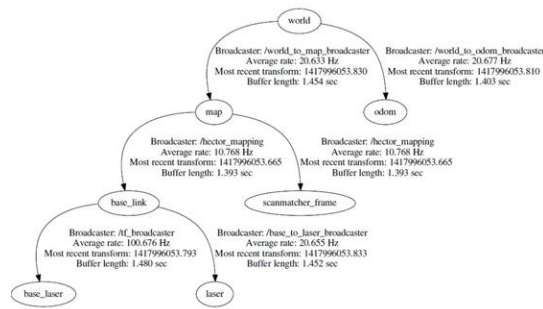 world
Broadcaster: /world_to_map_broadcaster
Average rate: 20.633 Hz
Most recent transform: 1417996053.830
Buffer length: 1.454 sec
Broadcaster: /world_to_odom_broadcaster
Average rate: 20.677 Hz
Most recent transform: 1417996053.810
Buffer length: 1.403 sec
map
odom
Broadcaster: /hector_mapping
Average rate: 10.768 Hz
Most recent transform: 1417996053.665
Buffer length: 1.393 sec
Broadcaster: /hector_mapping
Average rate: 10.768 Hz
Most recent transform: 1417996053.665
Buffer length: 1.393 sec
base_link
scanmatcher_frame
Broadcaster: /tf_broadcaster
Average rate: 100.676 Hz
Most recent transform: 1417996053.793
Buffer length: 1.480 sec
Broadcaster: /base_to_laser_broadcaster
Average rate: 20.655 Hz
Most recent transform: 1417996053.833
Buffer length: 1.452 sec
base_laser
laser